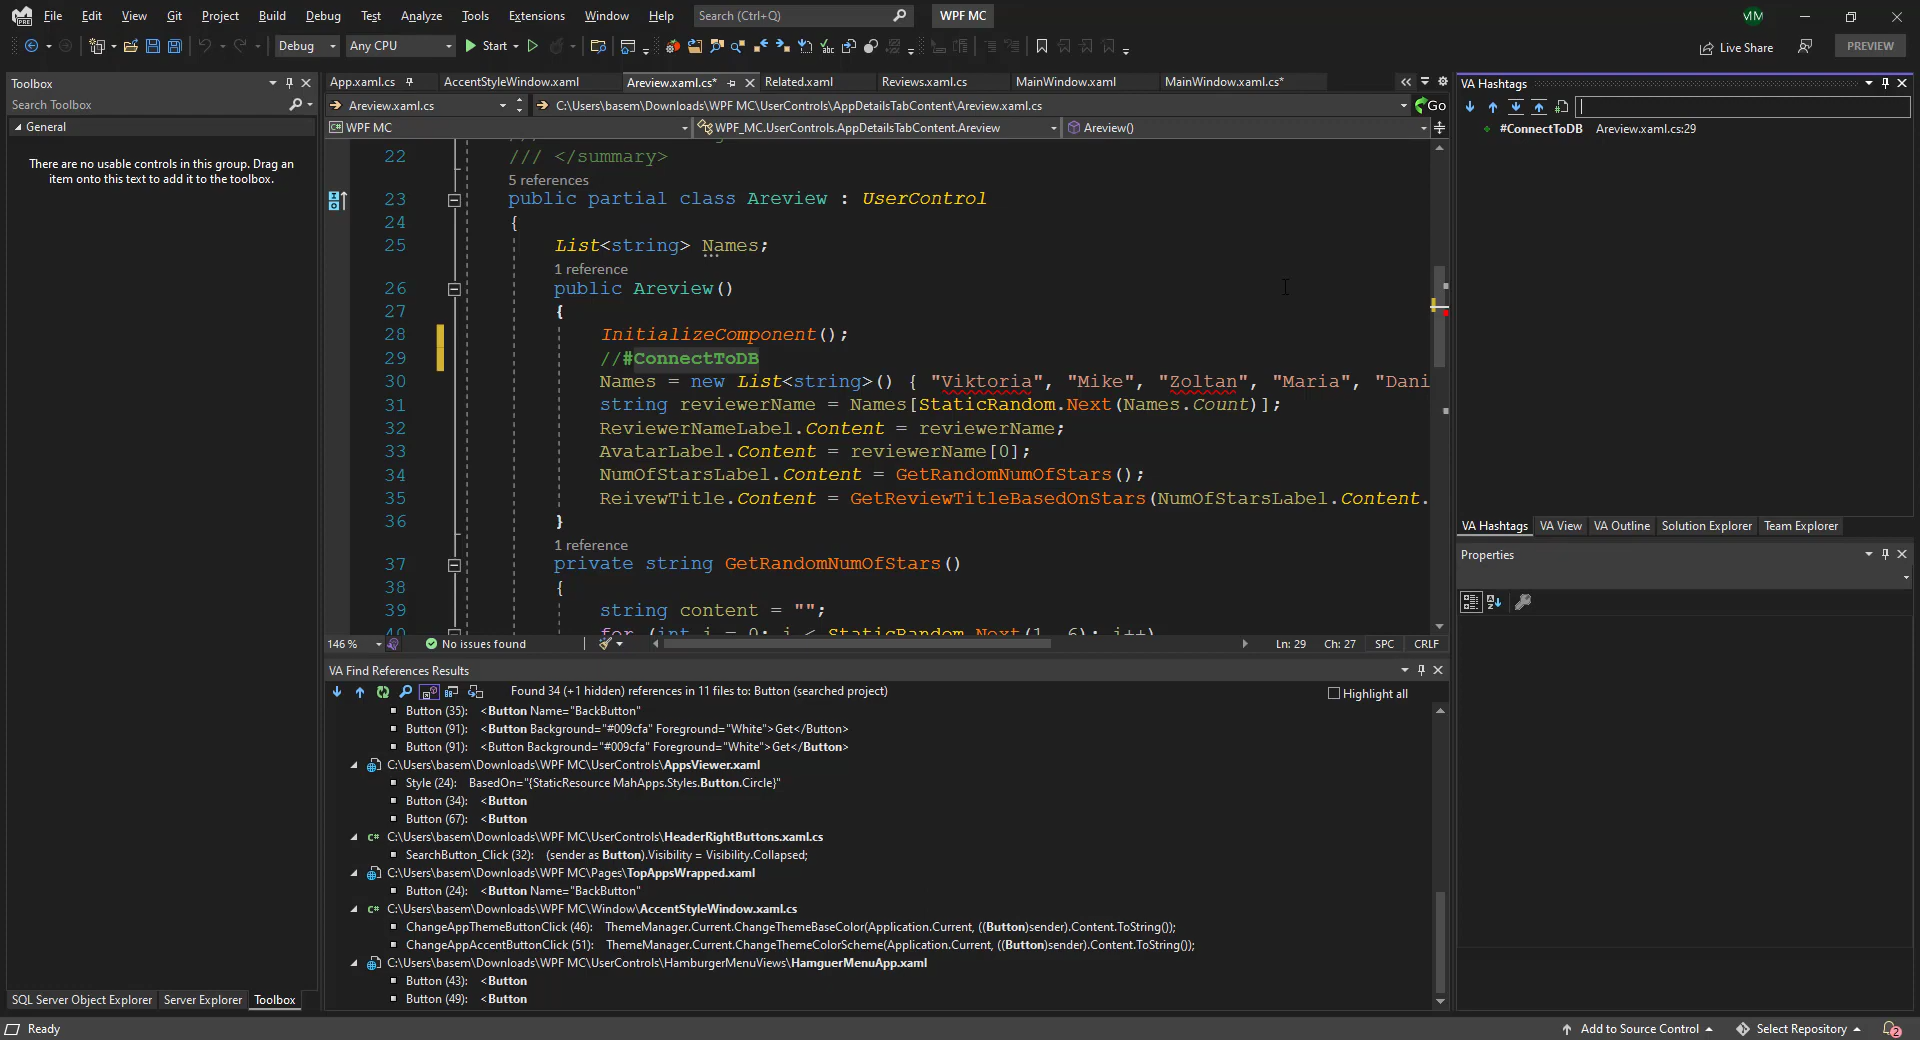 File Edit View Git Project Build Debug Test Analyze Tools Extensions Window Help Search (Ctrl+Q) WPF MC MM
Debug Any CPU Start Live Share PREVIEW
Toolbox
Search Toolbox
General
There are no usable controls in this group. Drag an
item onto this text to add it to the toolbox.
SQL Server Object Explorer Server Explorer Toolbox
App.xaml.cs AccentStyleWindow.xaml Areview.xaml.cs* Related.xaml Reviews.xaml.cs MainWindow.xaml MainWindow.xaml.cs*
Areview.xaml.cs C:\Users\basem\Downloads\WPF MC\UserControls\AppDetailsTabContent\Areview.xaml.cs Go
WPF MC WPF_MC.UserControls.AppDetailsTabContent.Areview Areview()
22 /// </summary>
5 references
23 public partial class Areview : UserControl
24 {
25 List<string> Names;
1 reference
26 public Areview()
27 {
28 InitializeComponent();
29 //#ConnectToDB
30 Names = new List<string>() { "Viktoria", "Mike", "Zoltan", "Maria", "Dani
31 string reviewerName = Names[StaticRandom.Next(Names.Count)];
32 ReviewerNameLabel.Content = reviewerName;
33 AvatarLabel.Content = reviewerName[0];
34 NumOfStarsLabel.Content = GetRandomNumOfStars();
35 ReivewTitle.Content = GetReviewTitleBasedOnStars(NumOfStarsLabel.Content.
36 }
1 reference
37 private string GetRandomNumOfStars()
38 {
39 string content = "";
40 for (int i = 0; i < StaticRandom.Next(1, 6); i++)
146 % No issues found Ln: 29 Ch: 27 SPC CRLF
VA Find References Results
Found 34 (+1 hidden) references in 11 files to: Button (searched project) Highlight all
Button (35): <Button Name="BackButton"
Button (91): <Button Background="#009cfa" Foreground="White">Get</Button>
Button (91): <Button Background="#009cfa" Foreground="White">Get</Button>
C:\Users\basem\Downloads\WPF MC\UserControls\AppsViewer.xaml
Style (24): BasedOn="{StaticResource MahApps.Styles.Button.Circle}"
Button (34): <Button
Button (67): <Button
C# C:\Users\basem\Downloads\WPF MC\UserControls\HeaderRightButtons.xaml.cs
SearchButton_Click (32): (sender as Button).Visibility = Visibility.Collapsed;
C:\Users\basem\Downloads\WPF MC\Pages\TopAppsWrapped.xaml
Button (24): <Button Name="BackButton"
C# C:\Users\basem\Downloads\WPF MC\Window\AccentStyleWindow.xaml.cs
ChangeAppThemeButtonClick (46): ThemeManager.Current.ChangeThemeBaseColor(Application.Current, ((Button)sender).Content.ToString());
ChangeAppAccentButtonClick (51): ThemeManager.Current.ChangeThemeColorScheme(Application.Current, ((Button)sender).Content.ToString());
C:\Users\basem\Downloads\WPF MC\UserControls\HamburgerMenuViews\HamguerMenuApp.xaml
Button (43): <Button
Button (49): <Button
VA Hashtags
#ConnectToDB Areview.xaml.cs:29
VA Hashtags VA View VA Outline Solution Explorer Team Explorer
Properties
Ready Add to Source Control Select Repository 2